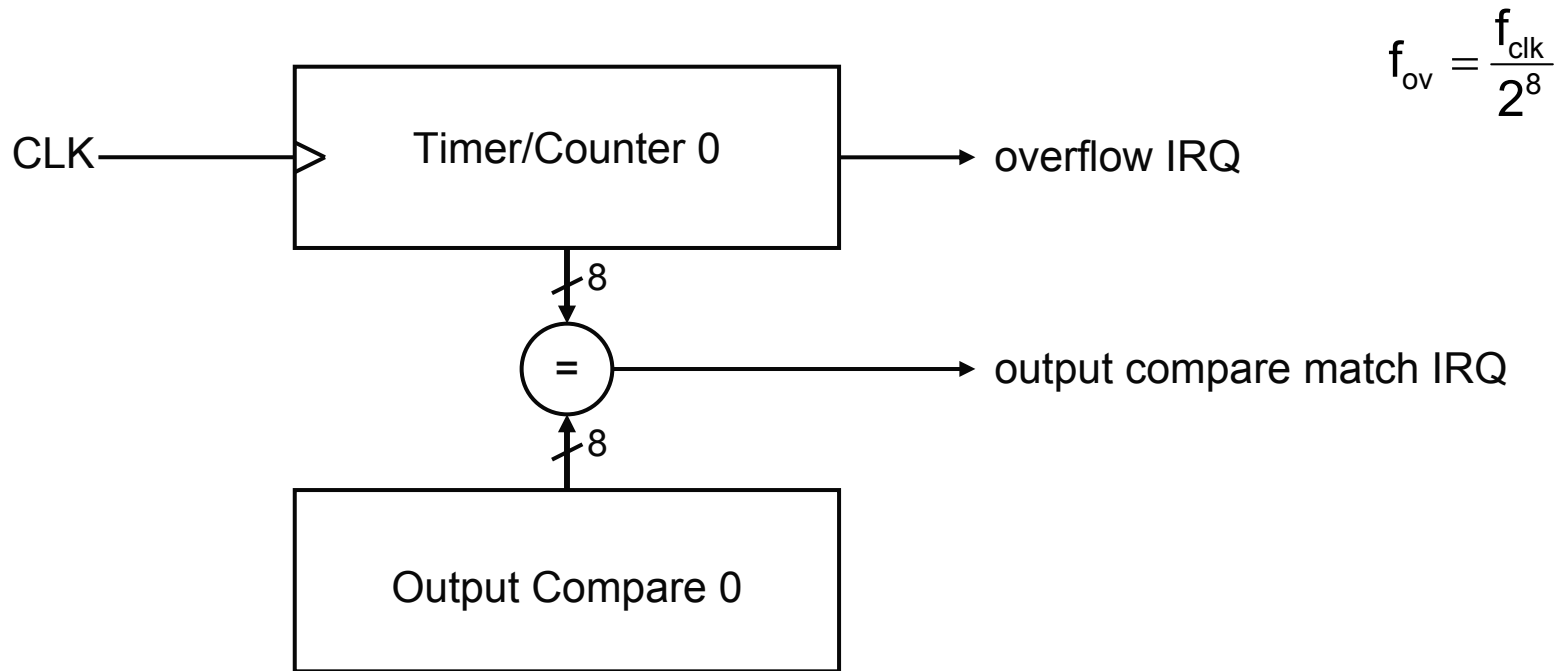 f_ov = f_clk / 2^8
CLK
Timer/Counter 0
overflow IRQ
8
=
output compare match IRQ
8
Output Compare 0